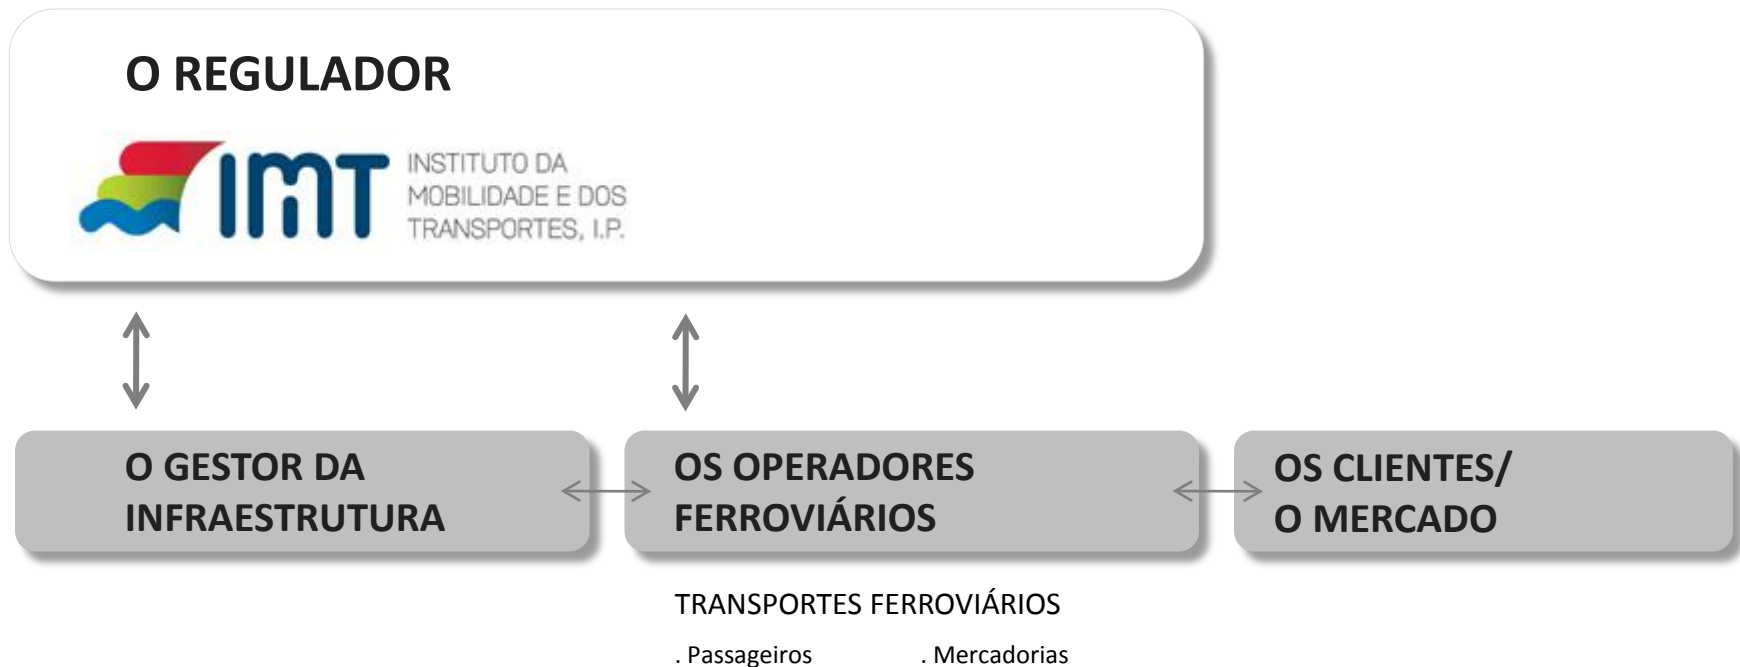 O REGULADOR
IMT
INSTITUTO DA
MOBILIDADE E DOS
TRANSPORTES, I.P.
O GESTOR DA
INFRAESTRUTURA
OS OPERADORES
FERROVIÁRIOS
OS CLIENTES/
O MERCADO
TRANSPORTES FERROVIÁRIOS
. Passageiros . Mercadorias